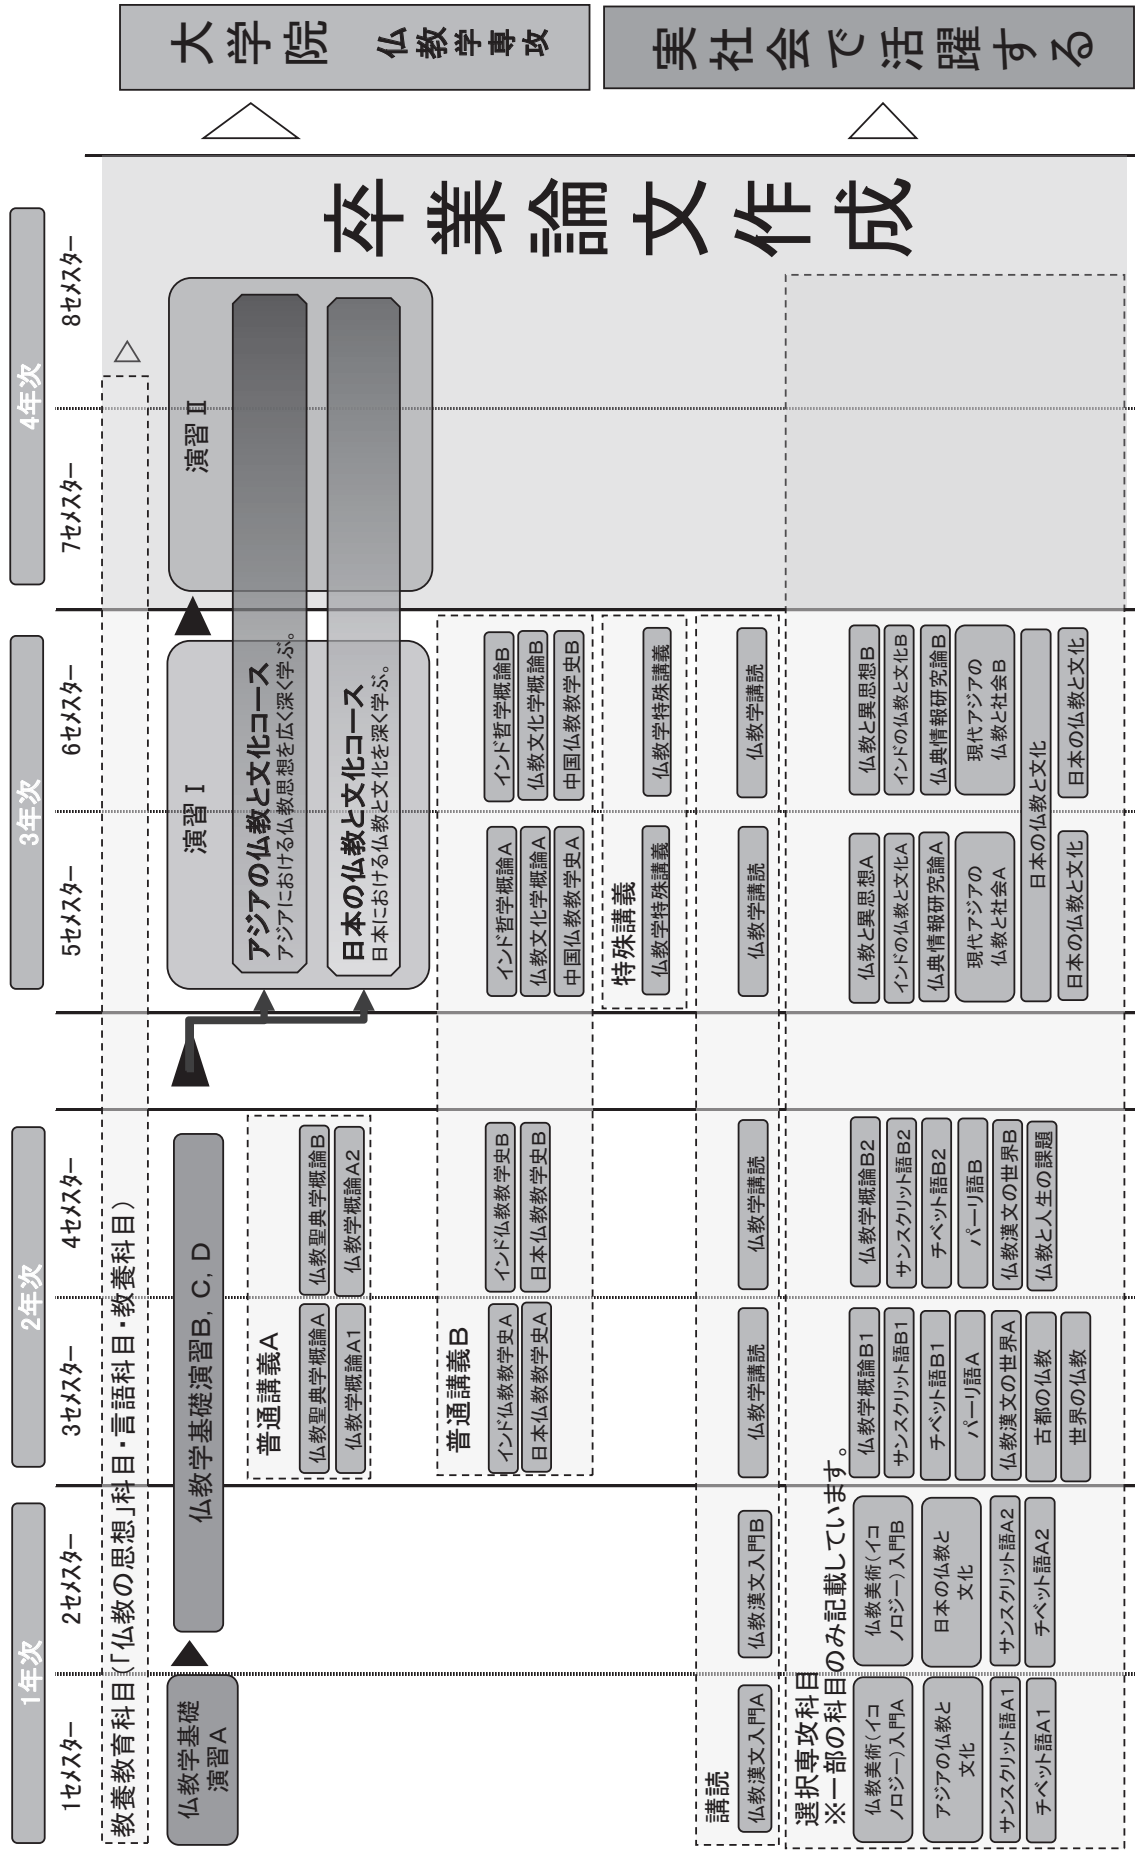 1年次
2年次
3年次
4年次
1セメスター
2セメスター
3セメスター
4セメスター
5セメスター
6セメスター
7セメスター
8セメスター
教養教育科目(「仏教の思想」科目・言語科目・教養科目)
仏教学基礎
演習A
仏教学基礎演習B, C, D
演習Ⅰ
演習Ⅱ
アジアの仏教と文化コース
アジアにおける仏教思想を広く深く学ぶ。
日本の仏教と文化コース
日本における仏教と文化を深く学ぶ。
普通講義A
仏教聖典学概論A
仏教聖典学概論B
仏教学概論A1
仏教学概論A2
普通講義B
インド仏教教学史A
インド仏教教学史B
インド哲学概論A
インド哲学概論B
日本仏教教学史A
日本仏教教学史B
仏教文化学概論A
仏教文化学概論B
中国仏教教学史A
中国仏教教学史B
特殊講義
仏教学特殊講義
仏教学特殊講義
講読
仏教漢文入門A
仏教漢文入門B
仏教学講読
仏教学講読
仏教学講読
仏教学講読
選択専攻科目
※一部の科目のみ記載しています。
仏教美術(イコ
ノロジー)入門A
アジアの仏教と
文化
サンスクリット語A1
チベット語A1
仏教美術(イコ
ノロジー)入門B
日本の仏教と
文化
サンスクリット語A2
チベット語A2
仏教学概論B1
サンスクリット語B1
チベット語B1
パーリ語A
仏教漢文の世界A
古都の仏教
世界の仏教
仏教学概論B2
サンスクリット語B2
チベット語B2
パーリ語B
仏教漢文の世界B
仏教と人生の課題
仏教と異思想A
インドの仏教と文化A
仏典情報研究論A
現代アジアの
仏教と社会A
日本の仏教と文化
日本の仏教と文化
仏教と異思想B
インドの仏教と文化B
仏典情報研究論B
現代アジアの
仏教と社会B
日本の仏教と文化
卒業論文作成
大学院 仏教学専攻
実社会で活躍する